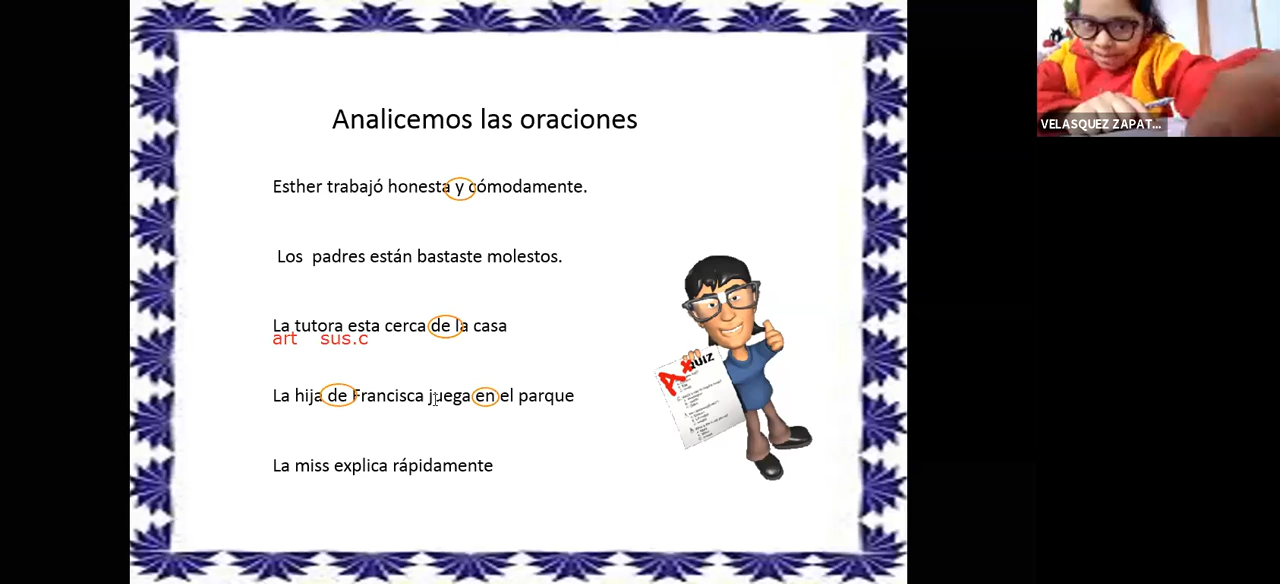 Analicemos las oraciones
VELASQUEZ ZAPAT...
Esther trabajó honesta y cómodamente.
Los padres están bastaste molestos.
La tutora esta cerca de la casa
art sus.c
QUIZ
A
La hija de Francisca juega en el parque
La miss explica rápidamente